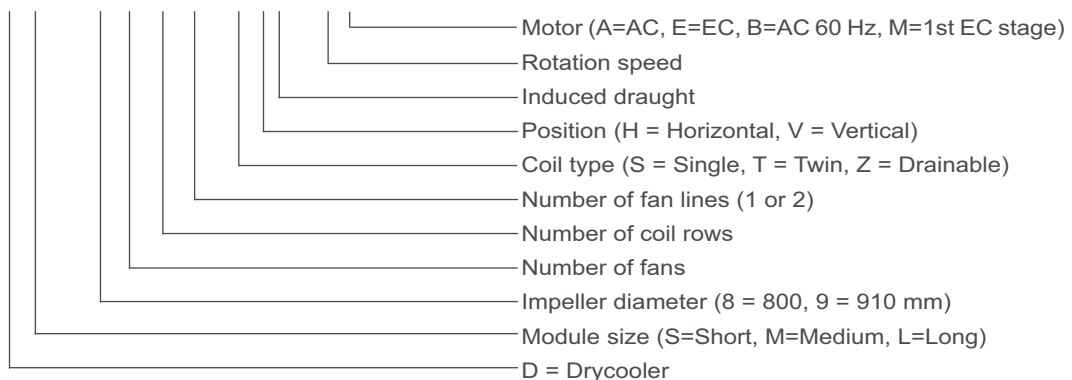 Motor (A=AC, E=EC, B=AC 60 Hz, M=1st EC stage)
Rotation speed
Induced draught
Position (H = Horizontal, V = Vertical)
Coil type (S = Single, T = Twin, Z = Drainable)
Number of fan lines (1 or 2)
Number of coil rows
Number of fans
Impeller diameter (8 = 800, 9 = 910 mm)
Module size (S=Short, M=Medium, L=Long)
D = Drycooler